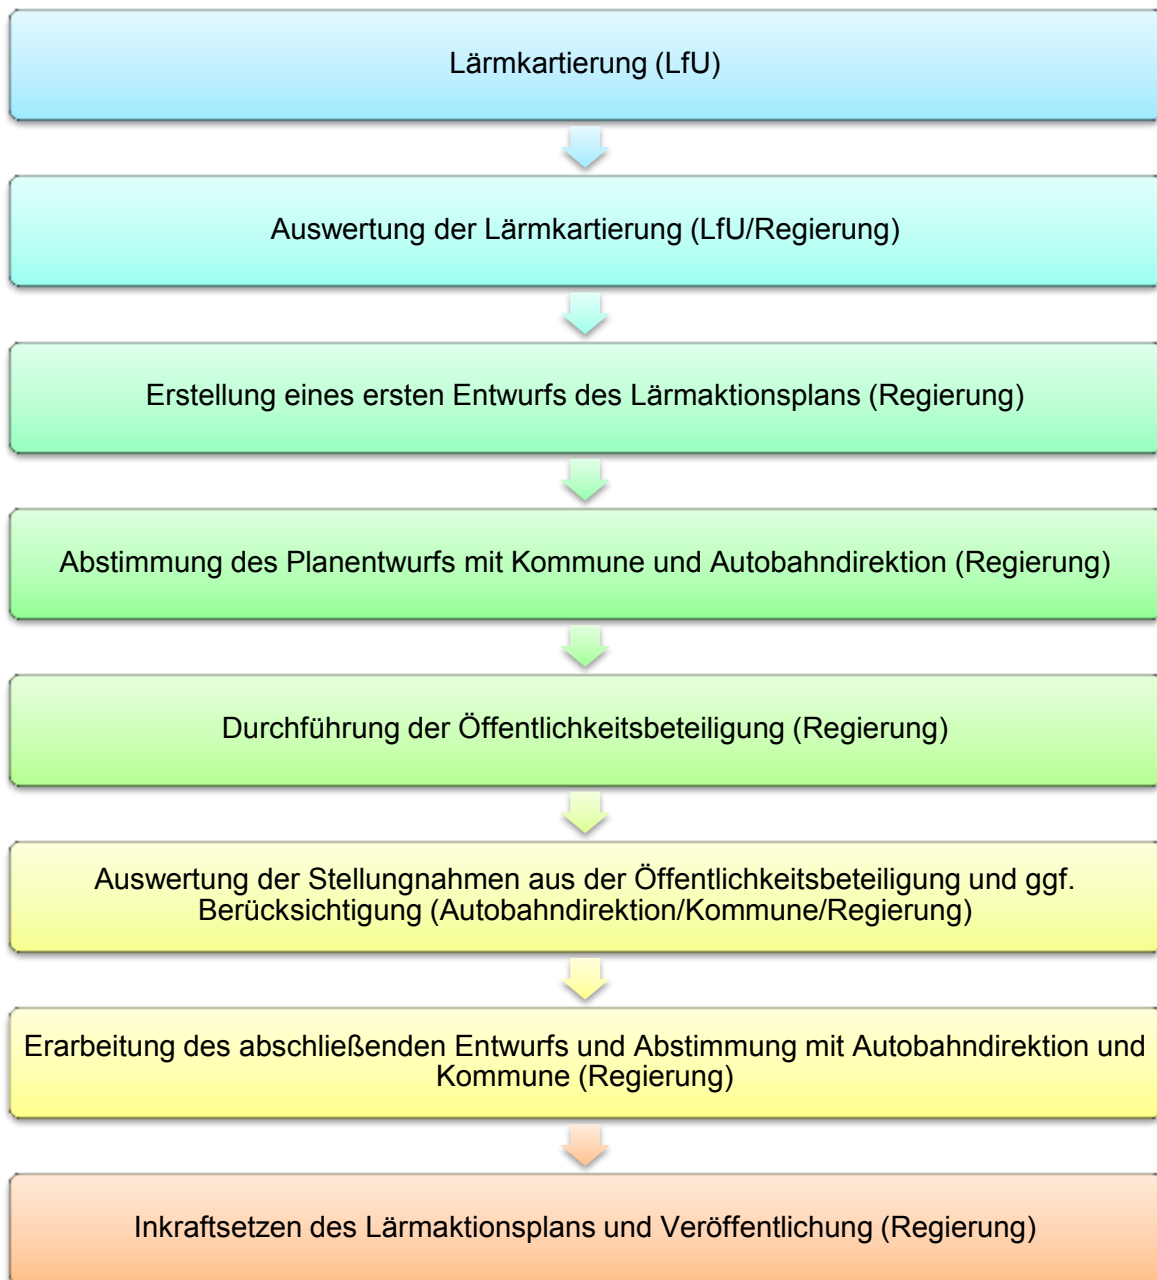 Lärmkartierung (LfU)
Auswertung der Lärmkartierung (LfU/Regierung)
Erstellung eines ersten Entwurfs des Lärmaktionsplans (Regierung)
Abstimmung des Planentwurfs mit Kommune und Autobahndirektion (Regierung)
Durchführung der Öffentlichkeitsbeteiligung (Regierung)
Auswertung der Stellungnahmen aus der Öffentlichkeitsbeteiligung und ggf.
Berücksichtigung (Autobahndirektion/Kommune/Regierung)
Erarbeitung des abschließenden Entwurfs und Abstimmung mit Autobahndirektion und
Kommune (Regierung)
Inkraftsetzen des Lärmaktionsplans und Veröffentlichung (Regierung)